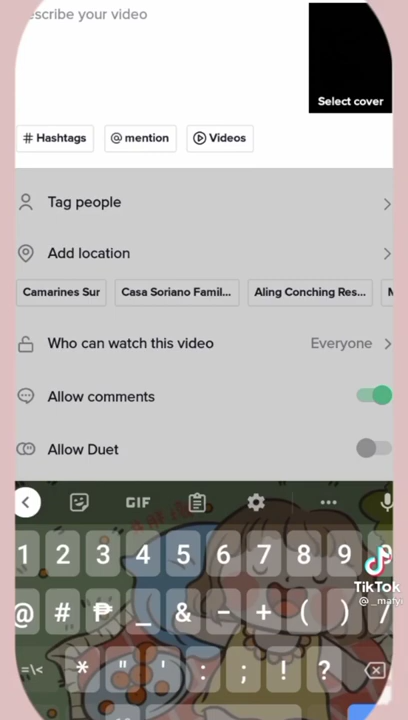 escribe your video
Select cover
# Hashtags @ mention Videos
Tag people
Add location
Camarines Sur Casa Soriano Famil... Aling Conching Res...
Who can watch this video Everyone
Allow comments
Allow Duet
GIF
1 2 3 4 5 6 7 8 9 0
TikTok
@ # ₱ _ & - + ( ) /
=\< * " ' : ; ! ?